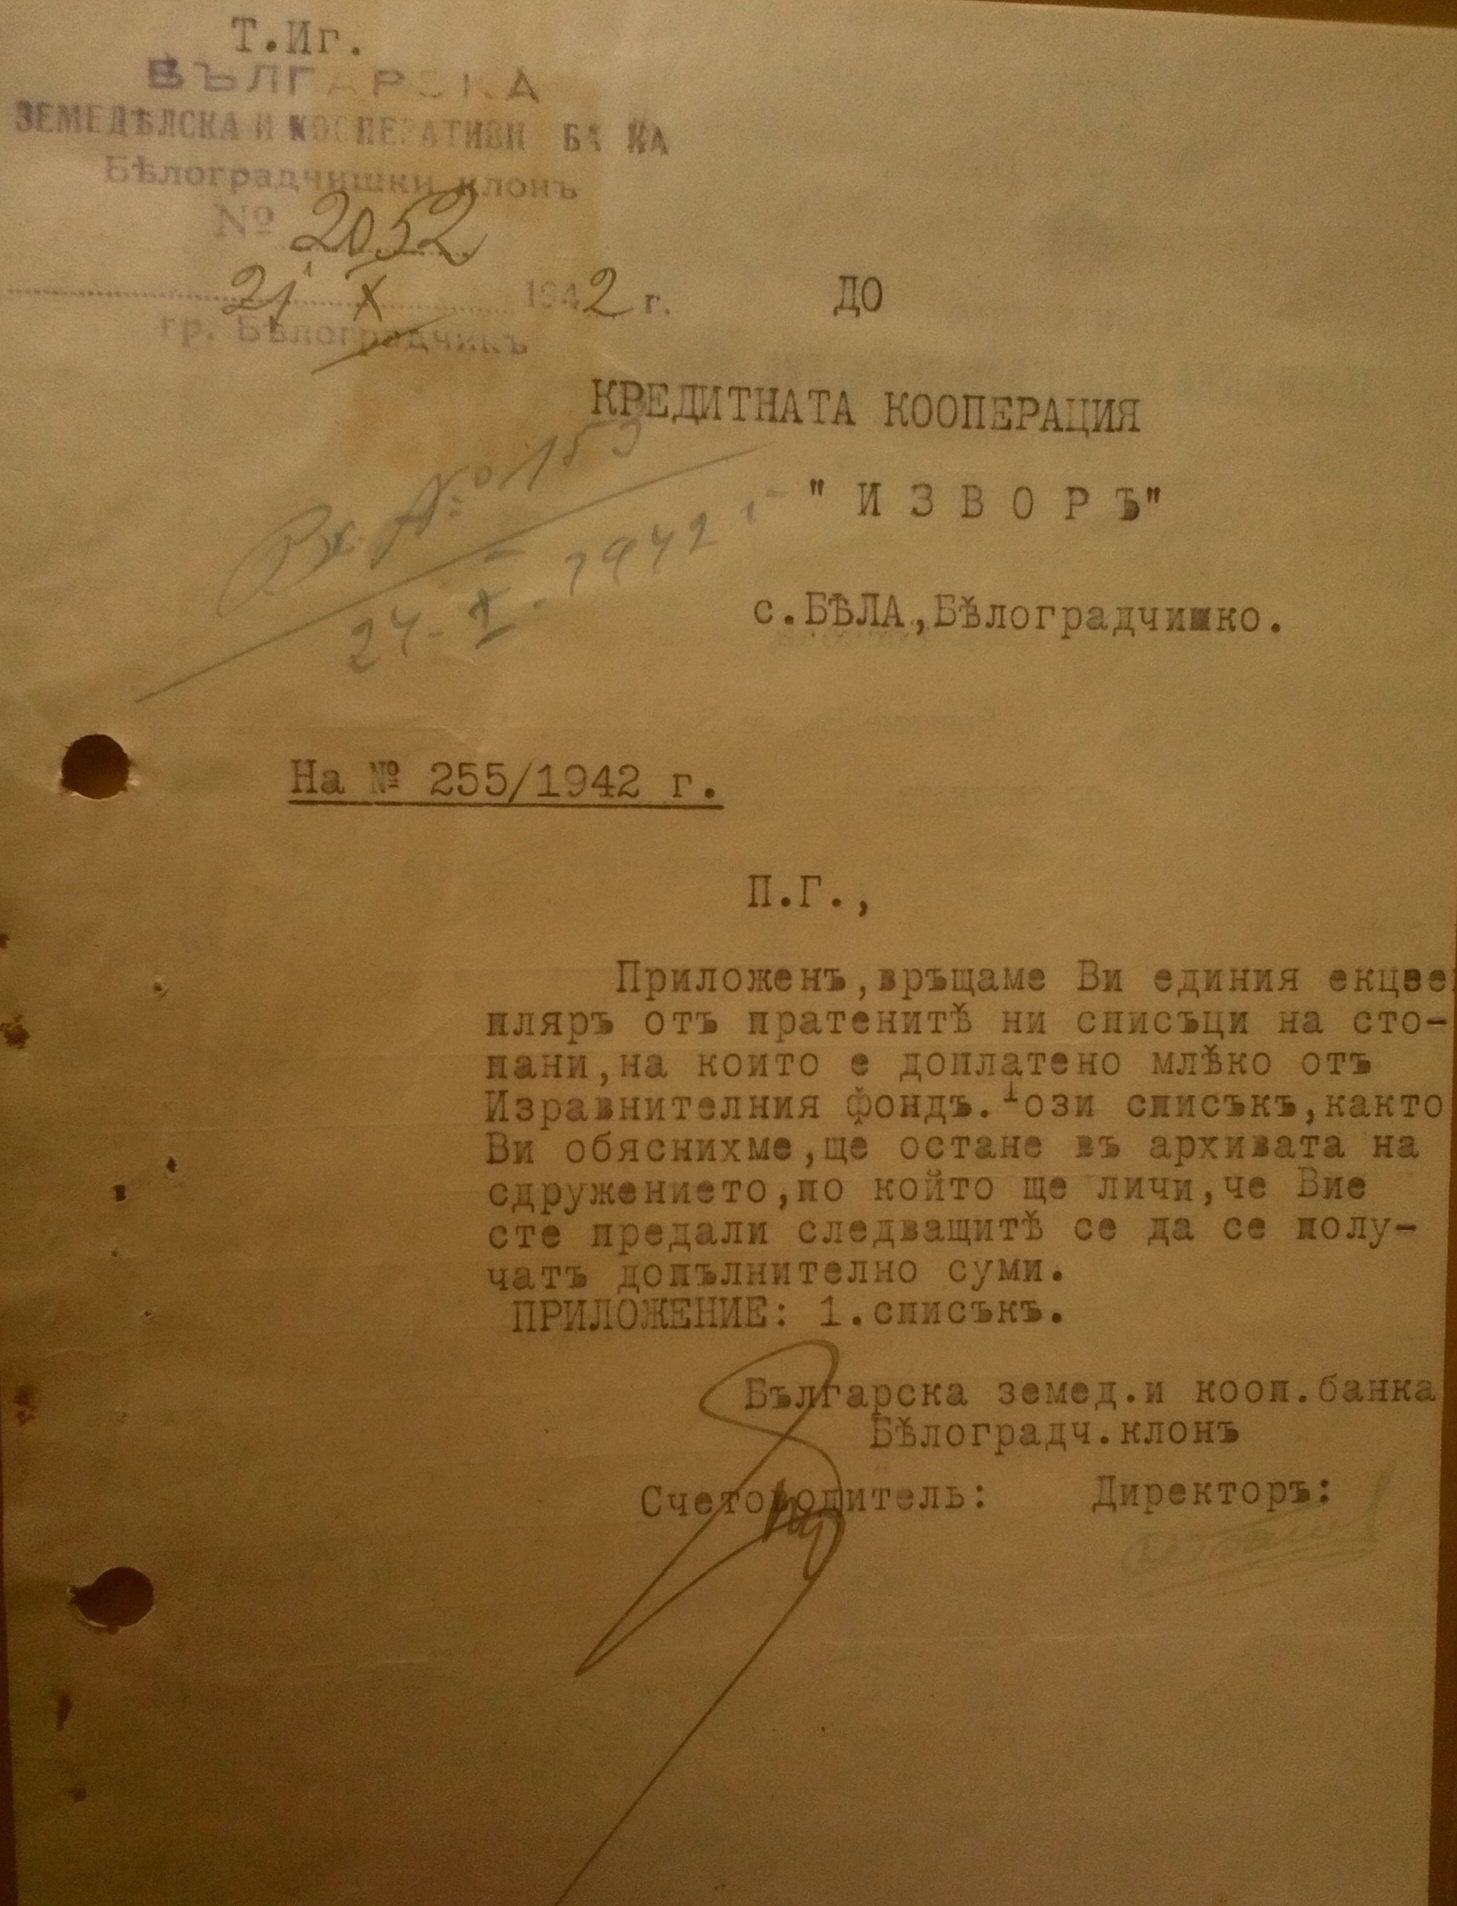 Т.Иг.
БЪЛГАРСКА
ЗЕМЕДѢЛСКА И КООПЕРАТИВН БАНКА
Бѣлоградчишки клонъ
№ 2052
21 X 1942 г.
гр. Бѣлоградчикъ
ДО
КРЕДИТНАТА КООПЕРАЦИЯ
" И З В О Р Ъ"
с.БѢЛА,Бѣлоградчишко.
Вх. № 153
24-X-1942
На № 255/1942 г.
П.Г.,
Приложенъ,връщаме Ви единия екцзе
пляръ отъ пратенитѣ ни списъци на сто-
пани,на които е доплатено млѣко отъ
Изравнителния фондъ.Този списъкъ,както
Ви обяснихме,ще остане въ архивата на
сдружението,по който ще личи,че Вие
сте предали следващитѣ се да се полу-
чатъ допълнително суми.
ПРИЛОЖЕНИЕ: 1.списъкъ.
Българска земед.и кооп.банка
Бѣлоградч.клонъ
Счетоводитель: Директоръ: